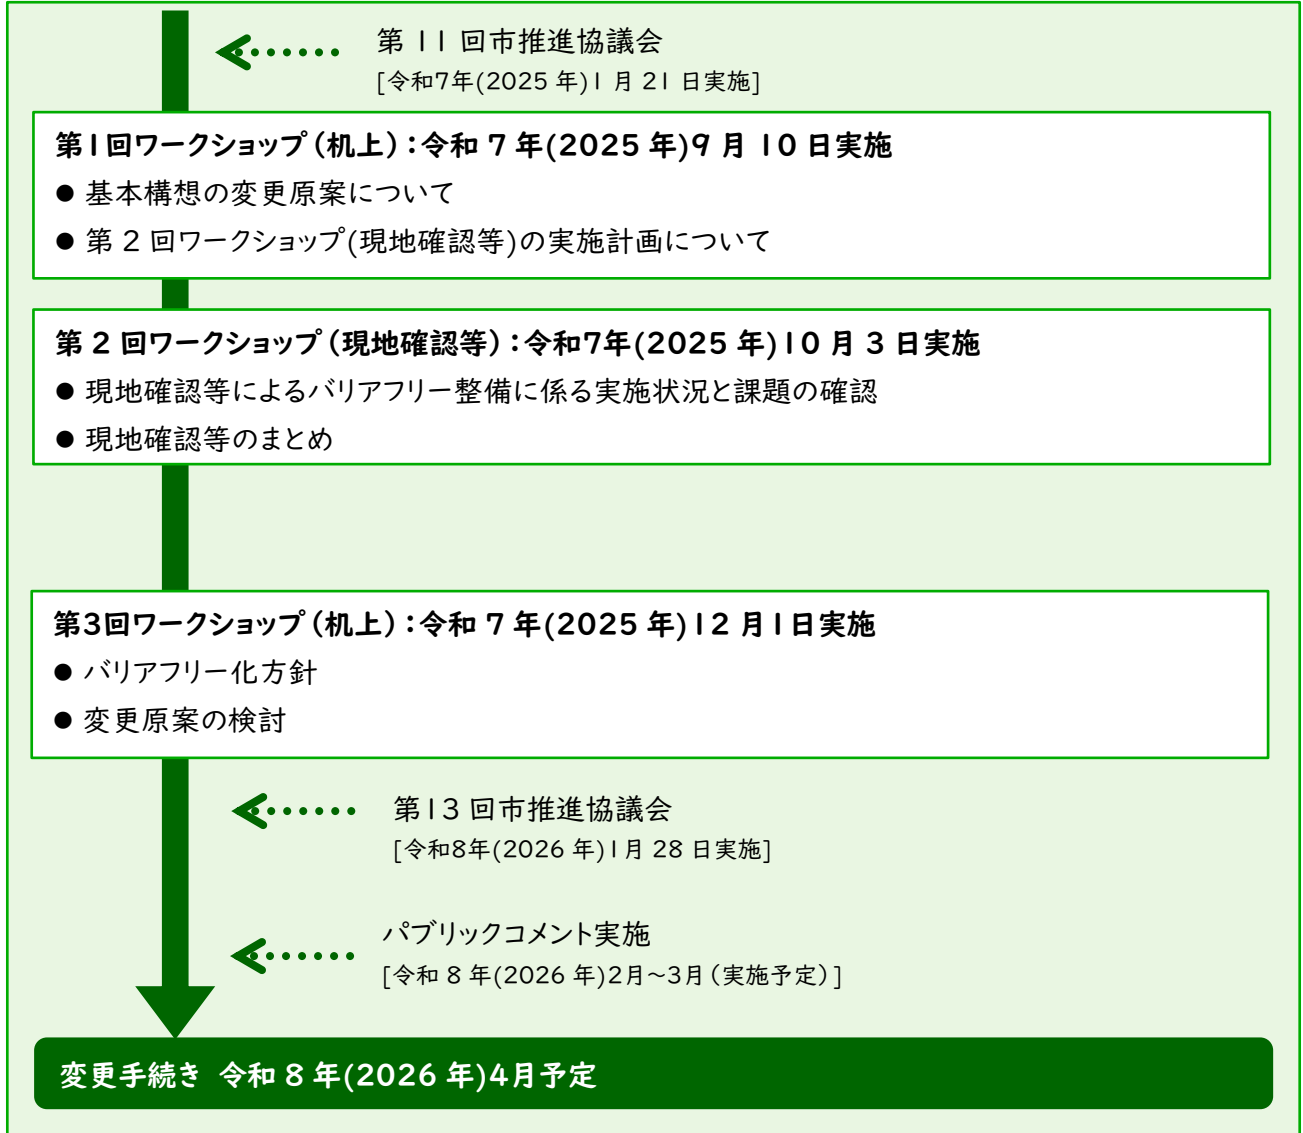 第 11 回市推進協議会
[令和7年(2025 年)1 月 21 日実施]
第1回ワークショップ（机上）：令和 7 年(2025 年)9 月 10 日実施
● 基本構想の変更原案について
● 第 2 回ワークショップ(現地確認等)の実施計画について
第 2 回ワークショップ（現地確認等）：令和7年(2025 年)10 月 3 日実施
● 現地確認等によるバリアフリー整備に係る実施状況と課題の確認
● 現地確認等のまとめ
第3回ワークショップ（机上）：令和 7 年(2025 年)12 月1日実施
● バリアフリー化方針
● 変更原案の検討
第13 回市推進協議会
[令和8年(2026 年)1月 28 日実施]
パブリックコメント実施
[令和 8 年(2026 年)2月~3月（実施予定）]
変更手続き 令和 8 年(2026 年)4月予定